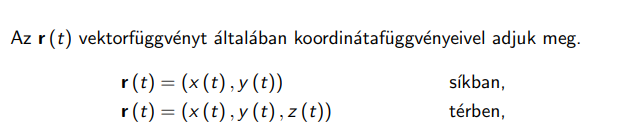 Az r (t) vektorfüggvényt általában koordinátafüggvényeivel adjuk meg.
r (t) = (x (t) , y (t)) síkban,
r (t) = (x (t) , y (t) , z (t)) térben,